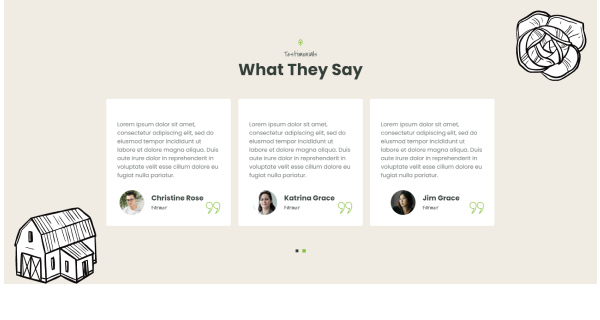 Testimonials
What They Say
Lorem ipsum dolor sit amet,
consectetur adipiscing elit, sed do
eiusmod tempor incididunt ut
labore et dolore magna aliqua. Duis
aute irure dolor in reprehenderit in
voluptate velit esse cillum dolore eu
fugiat nulla pariatur.
Christine Rose
Farmer
Lorem ipsum dolor sit amet,
consectetur adipiscing elit, sed do
eiusmod tempor incididunt ut
labore et dolore magna aliqua. Duis
aute irure dolor in reprehenderit in
voluptate velit esse cillum dolore eu
fugiat nulla pariatur.
Katrina Grace
Farmer
Lorem ipsum dolor sit amet,
consectetur adipiscing elit, sed do
eiusmod tempor incididunt ut
labore et dolore magna aliqua. Duis
aute irure dolor in reprehenderit in
voluptate velit esse cillum dolore eu
fugiat nulla pariatur.
Jim Grace
Farmer